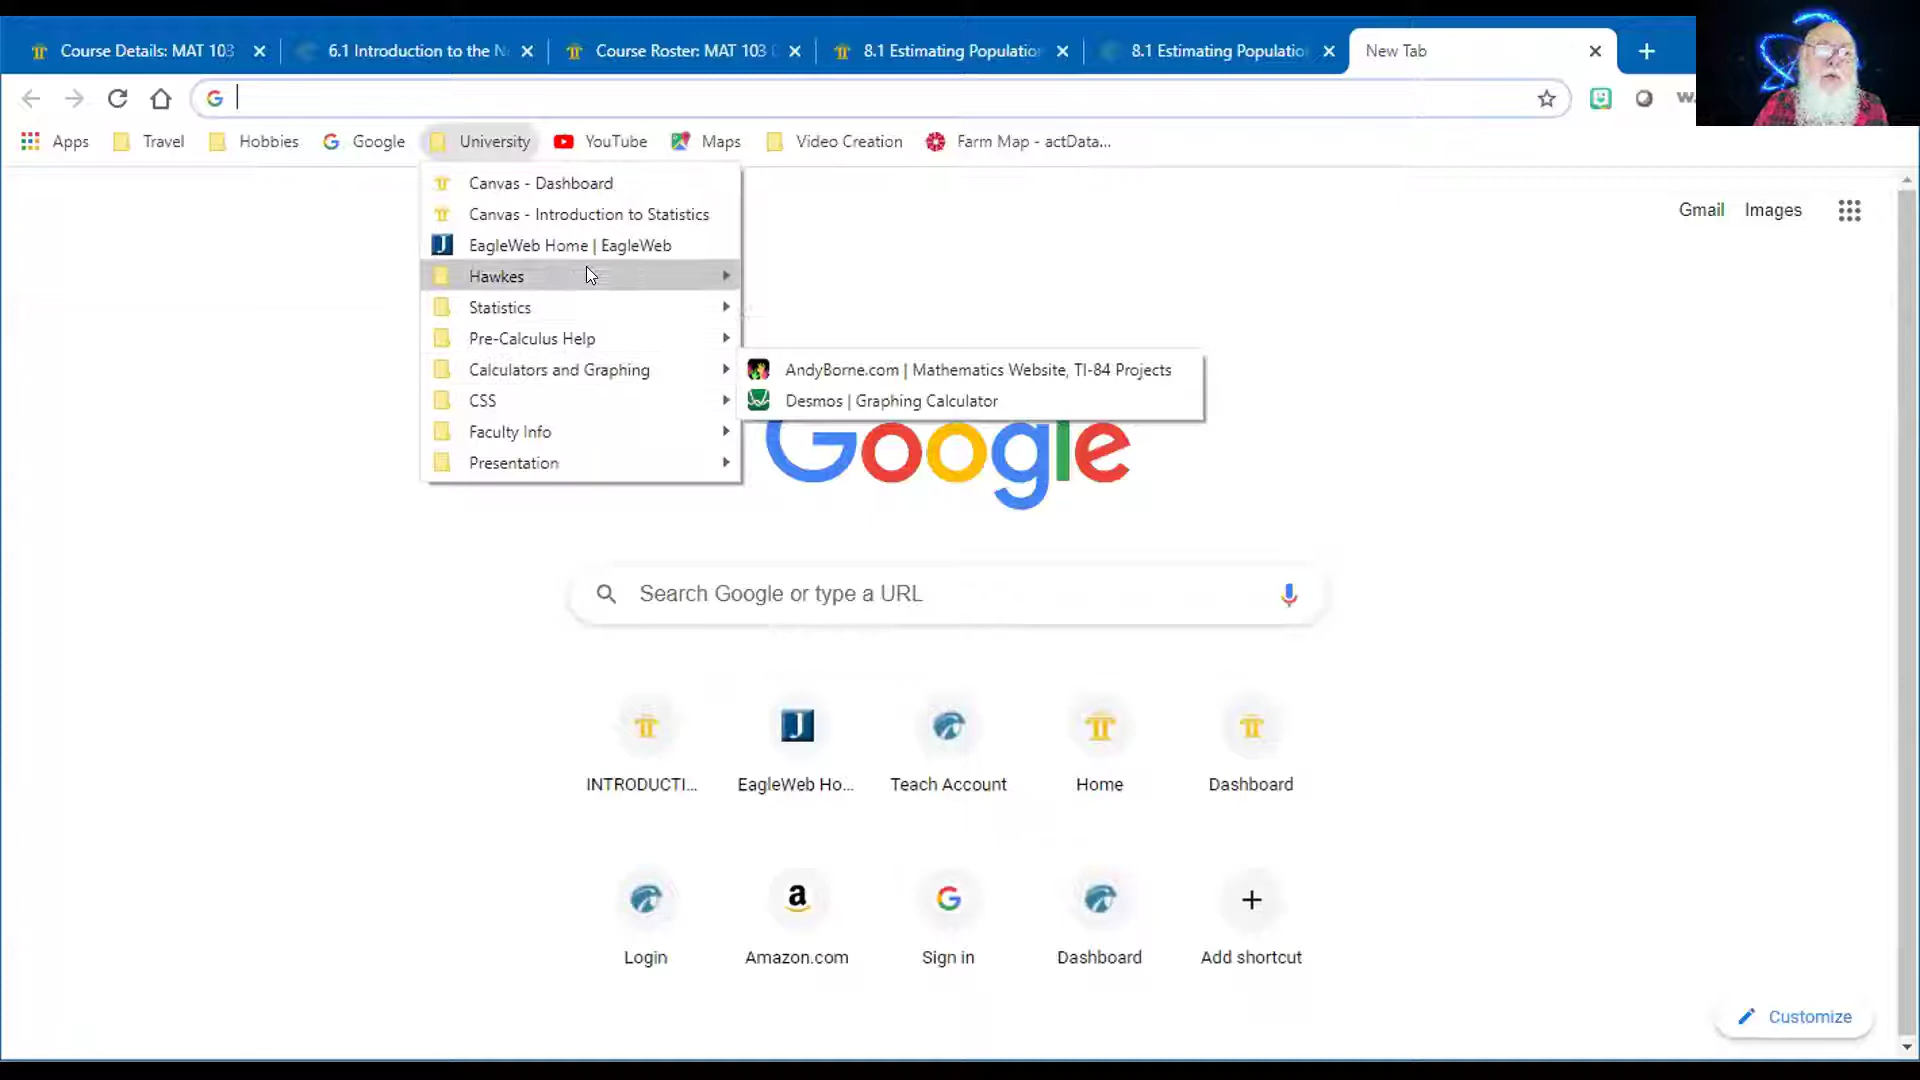 Course Details: MAT 103
6.1 Introduction to the N
Course Roster: MAT 103
8.1 Estimating Population
8.1 Estimating Populatio
New Tab
Apps
Travel
Hobbies
Google
University
YouTube
Maps
Video Creation
Farm Map - actData...
Canvas - Dashboard
Canvas - Introduction to Statistics
EagleWeb Home | EagleWeb
Hawkes
Statistics
Pre-Calculus Help
Calculators and Graphing
CSS
Faculty Info
Presentation
AndyBorne.com | Mathematics Website, TI-84 Projects
Desmos | Graphing Calculator
Gmail
Images
Google
Search Google or type a URL
INTRODUCTI...
EagleWeb Ho...
Teach Account
Home
Dashboard
Login
Amazon.com
Sign in
Dashboard
Add shortcut
Customize